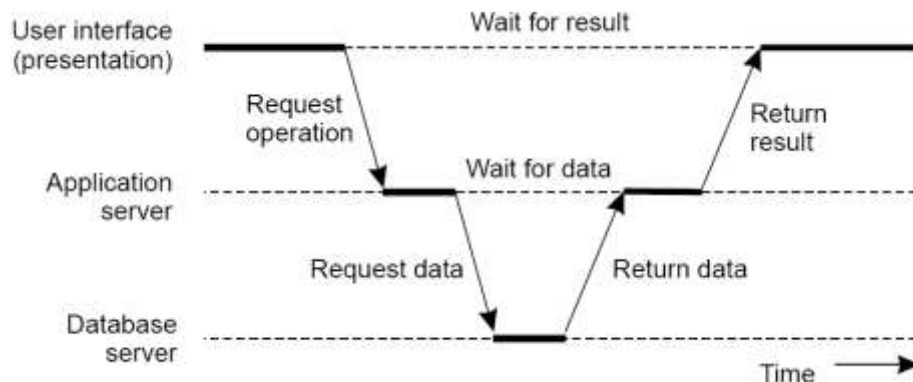 User interface
(presentation)
Wait for result
Request
operation
Return
result
Wait for data
Application
server
Request data
Return data
Database
server
Time